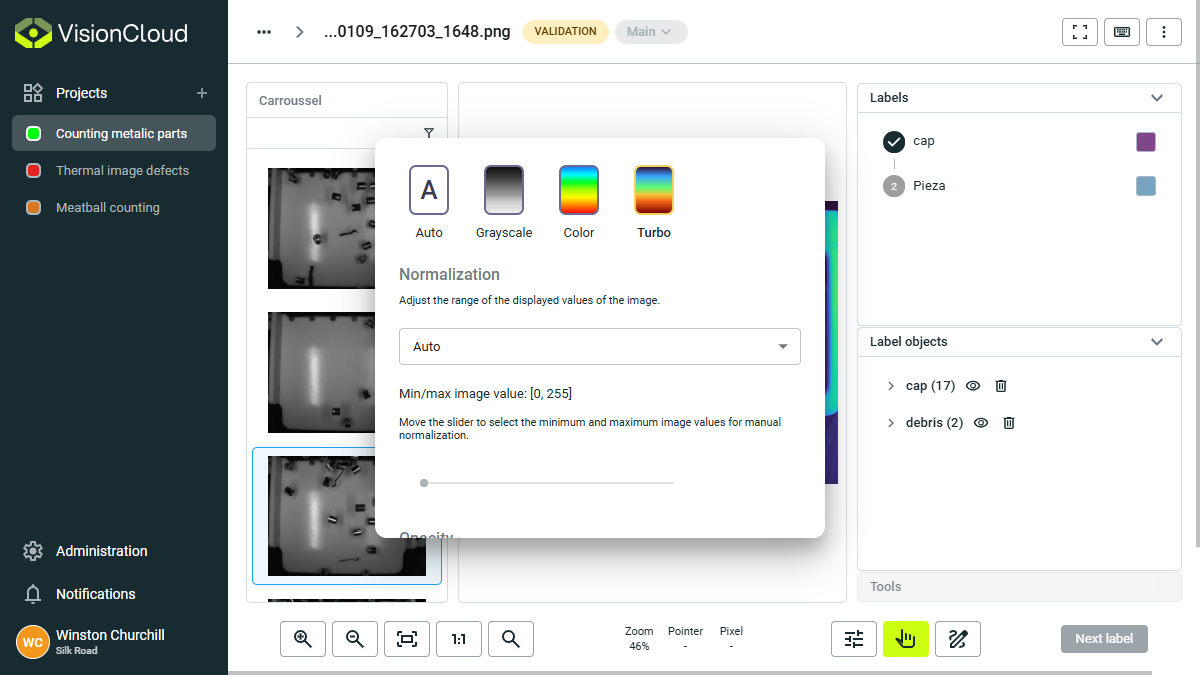 VisionCloud
Projects
Counting metalic parts
Thermal image defects
Meatball counting
Administration
Notifications
WC
Winston Churchill
Silk Road
...0109_162703_1648.png
VALIDATION
Main
Carroussel
A
Auto
Grayscale
Color
Turbo
Normalization
Adjust the range of the displayed values of the image.
Auto
Min/max image value: [0, 255]
Move the slider to select the minimum and maximum image values for manual
normalization.
Opacity
Labels
cap
2
Pieza
Label objects
cap (17)
debris (2)
Tools
1:1
Zoom
46%
Pointer
-
Pixel
-
Next label